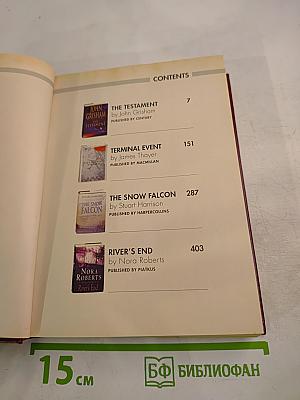 CONTENTS
JOHN
GRISHAM
THE TESTAMENT 7
by John Grisham
PUBLISHED BY CENTURY
TERMINAL EVENT 151
by James Thayer
PUBLISHED BY MACMILLAN
THE SNOW
FALCON
THE SNOW FALCON 287
by Stuart Harrison
PUBLISHED BY HARPERCOLLINS
NORA
ROBERTS
River's End
RIVER'S END 403
by Nora Roberts
PUBLISHED BY PIATKUS
15 см
БФ БИБЛИОФАН